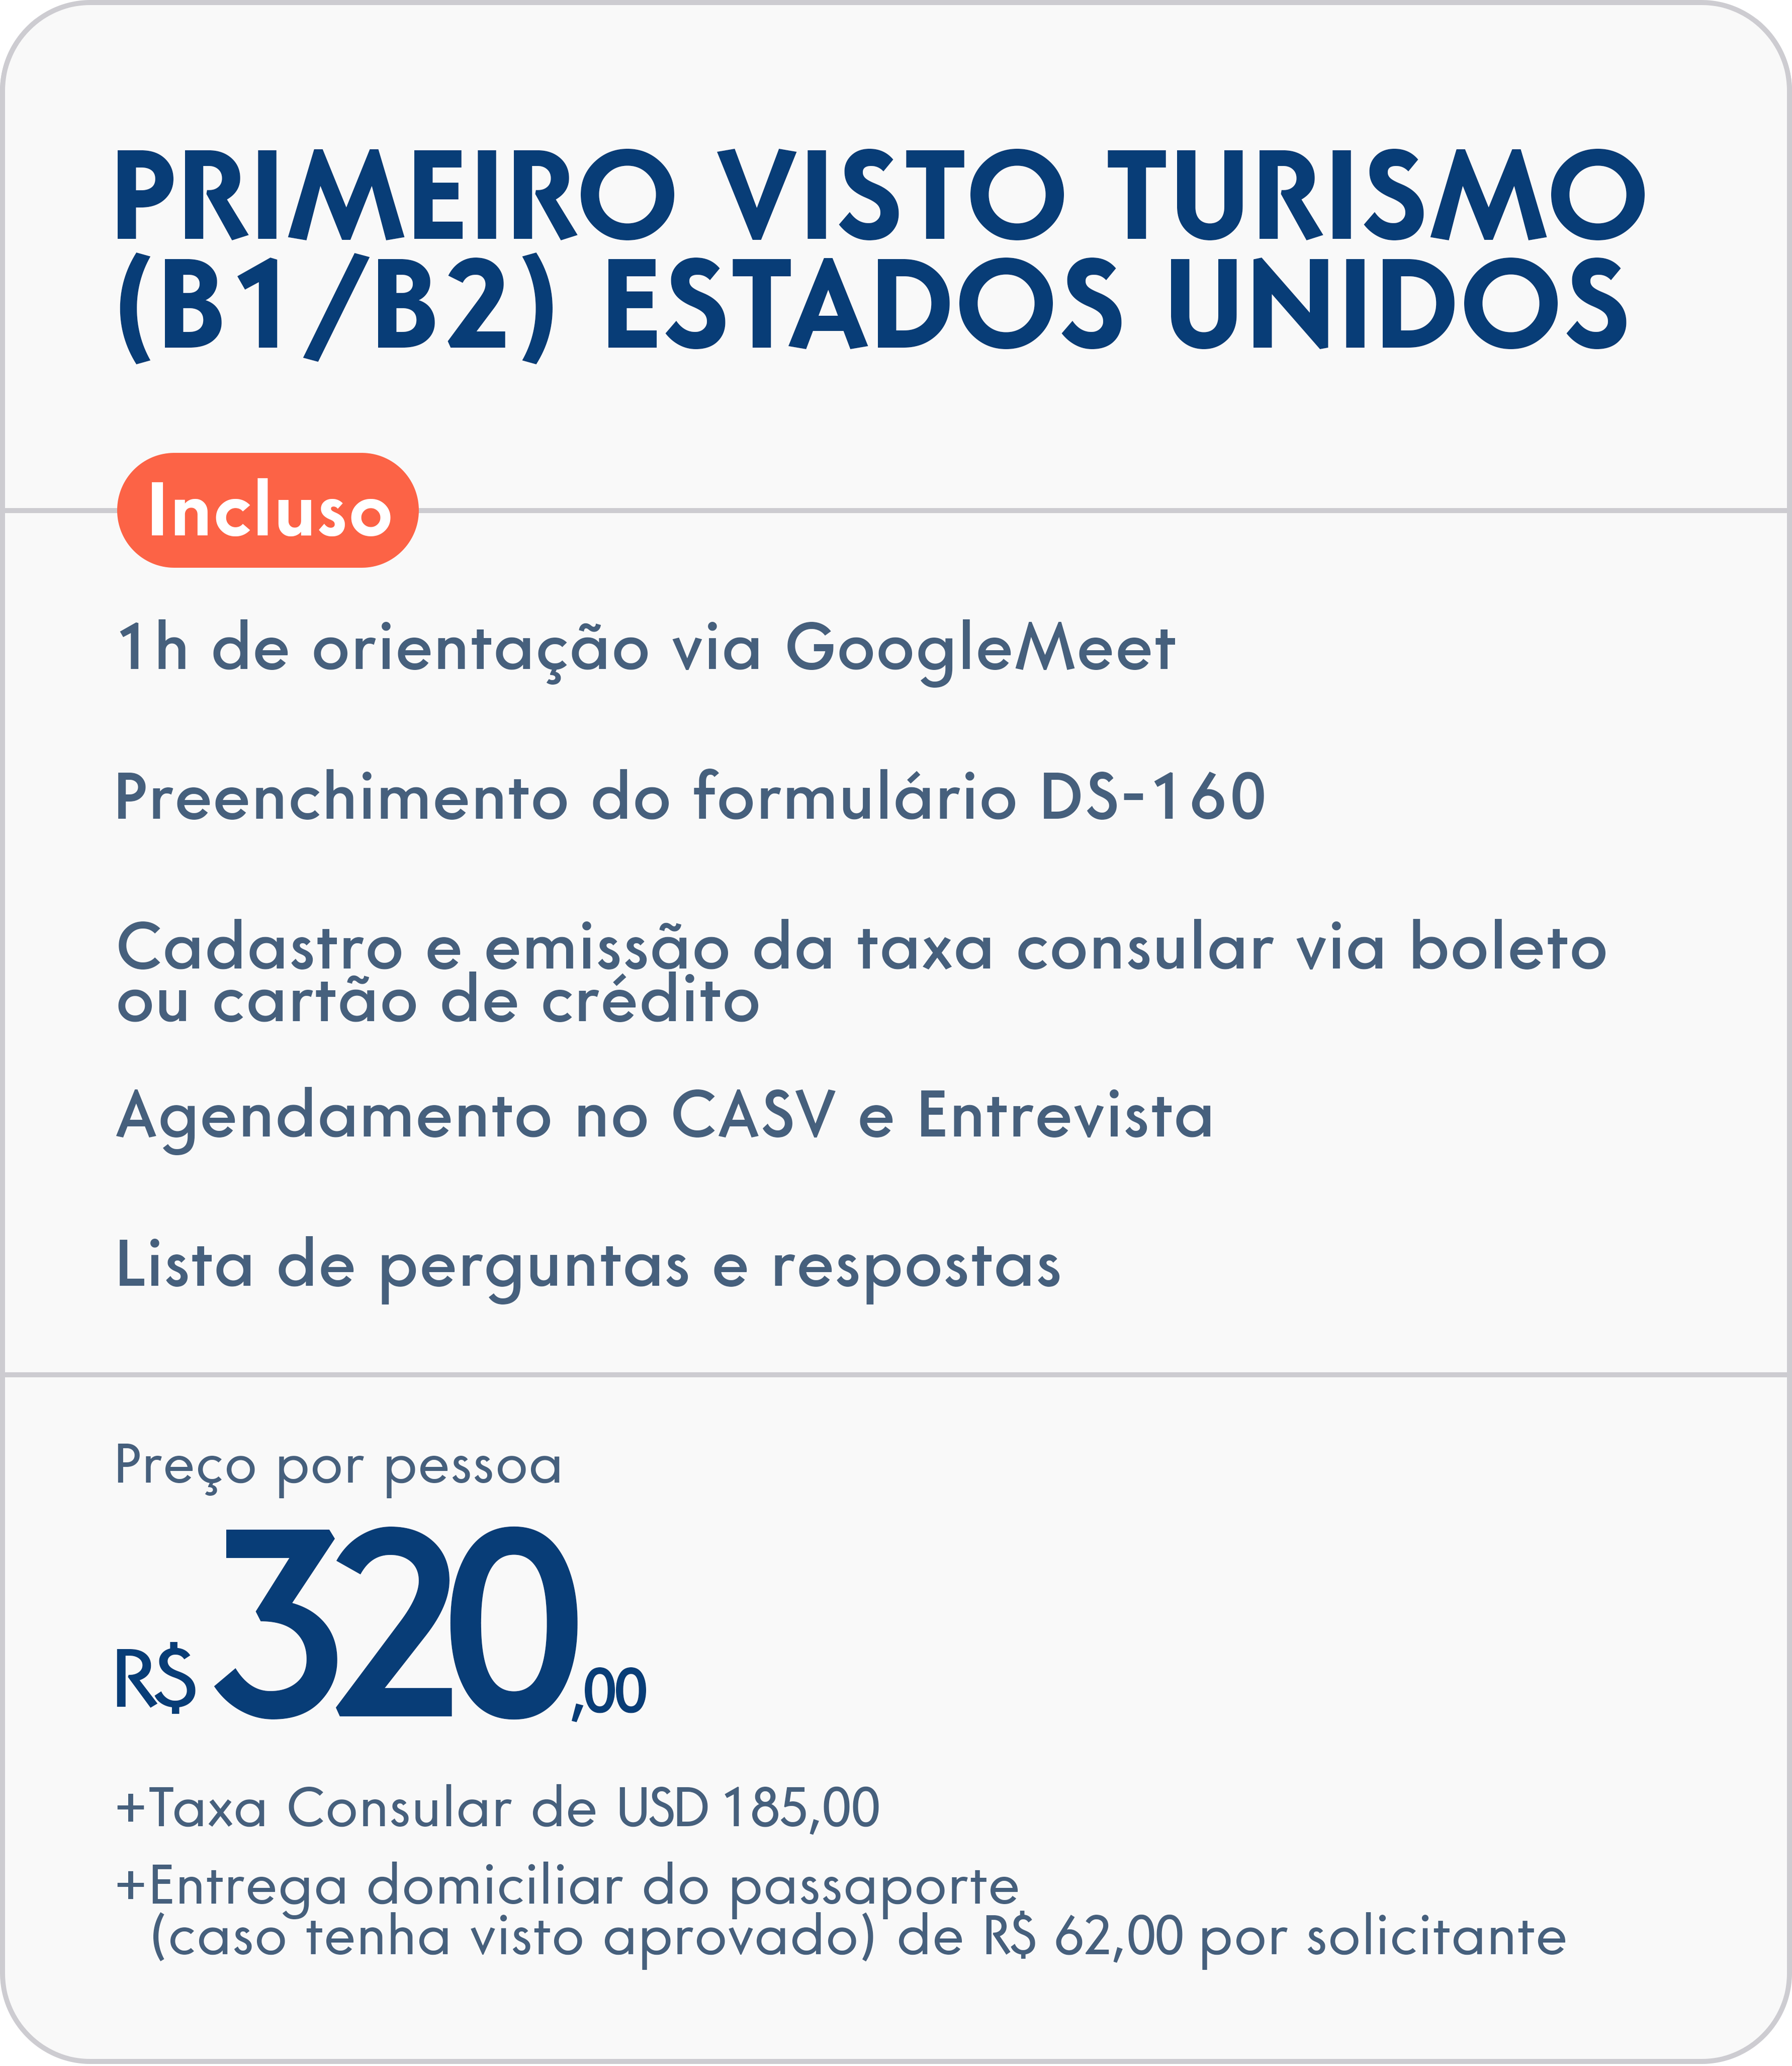 PRIMEIRO VISTO TURISMO
(B1/B2) ESTADOS UNIDOS
Incluso
1h de orientação via GoogleMeet
Preenchimento do formulário DS-160
Cadastro e emissão da taxa consular via boleto
ou cartão de crédito
Agendamento no CASV e Entrevista
Lista de perguntas e respostas
Preço por pessoa
R$ 320,00
+Taxa Consular de USD 185,00
+Entrega domiciliar do passaporte
(caso tenha visto aprovado) de R$ 62,00 por solicitante